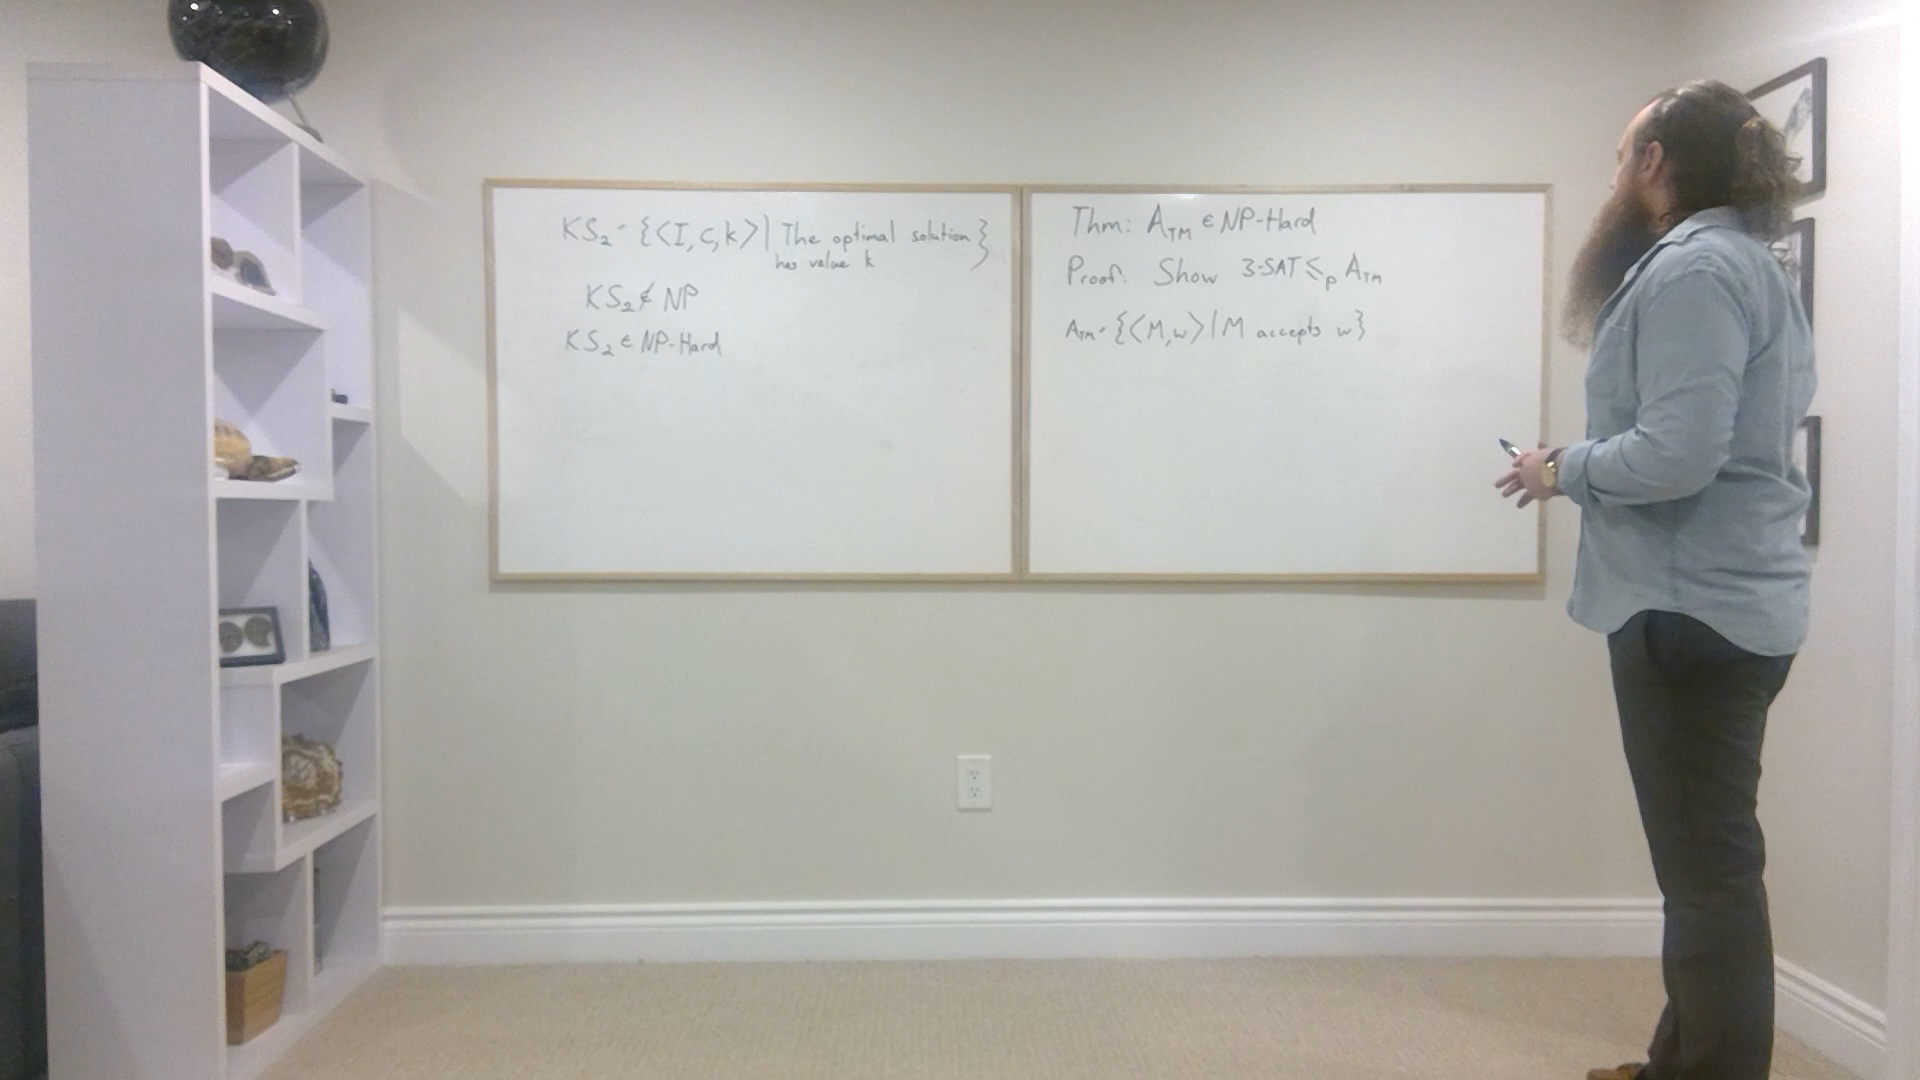 KS₂ = {<I, C, k> | The optimal solution
has value k }
KS₂ ∉ NP
KS₂ ∈ NP-Hard
Thm: A_TM ∈ NP-Hard
Proof: Show 3-SAT ≤_p A_TM
A_TM = {<M, w> | M accepts w}